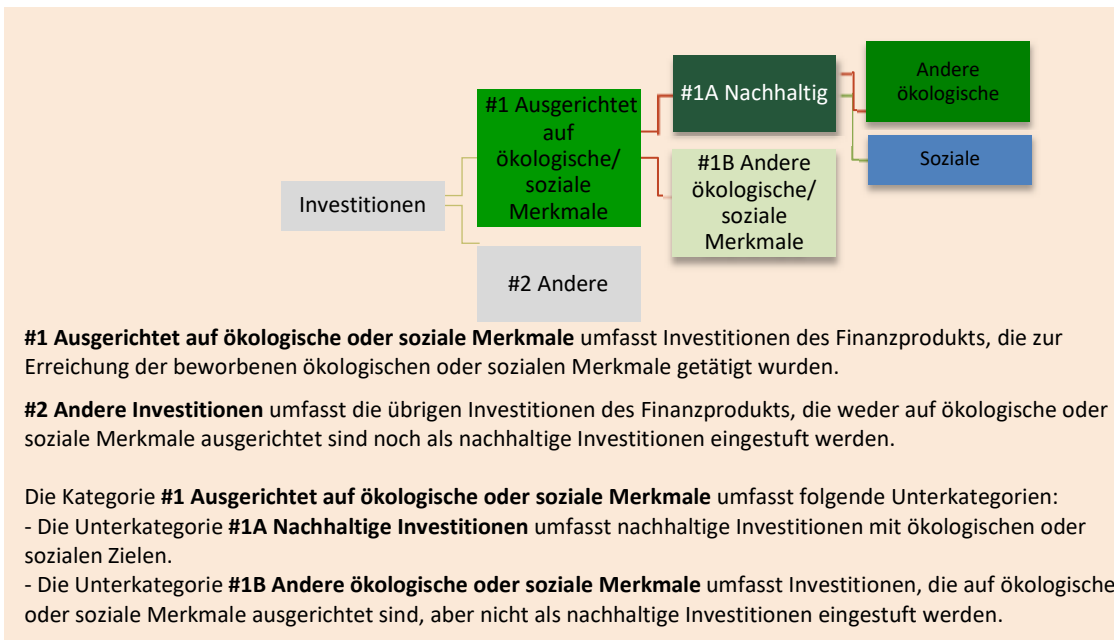 Investitionen
#1 Ausgerichtet
auf
ökologische/
soziale
Merkmale
#2 Andere
#1A Nachhaltig
#1B Andere
ökologische/
soziale
Merkmale
Andere
ökologische
Soziale
#1 Ausgerichtet auf ökologische oder soziale Merkmale umfasst Investitionen des Finanzprodukts, die zur
Erreichung der beworbenen ökologischen oder sozialen Merkmale getätigt wurden.
#2 Andere Investitionen umfasst die übrigen Investitionen des Finanzprodukts, die weder auf ökologische oder
soziale Merkmale ausgerichtet sind noch als nachhaltige Investitionen eingestuft werden.
Die Kategorie #1 Ausgerichtet auf ökologische oder soziale Merkmale umfasst folgende Unterkategorien:
- Die Unterkategorie #1A Nachhaltige Investitionen umfasst nachhaltige Investitionen mit ökologischen oder
sozialen Zielen.
- Die Unterkategorie #1B Andere ökologische oder soziale Merkmale umfasst Investitionen, die auf ökologische
oder soziale Merkmale ausgerichtet sind, aber nicht als nachhaltige Investitionen eingestuft werden.